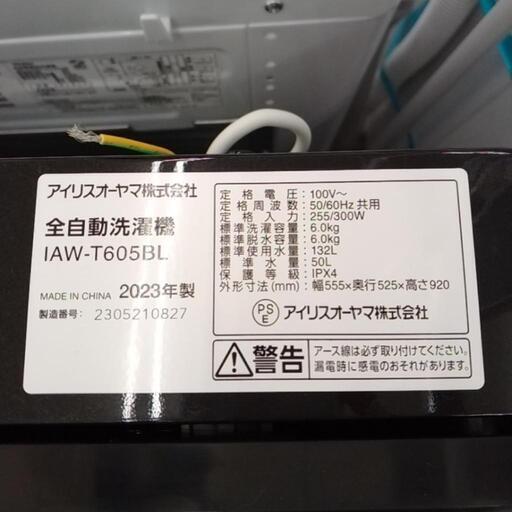 アイリスオーヤマ株式会社
全自動洗濯機
IAW-T605BL
MADE IN CHINA 2023年製
製造番号: 2305210827
定格電圧: 100V～
定格周波数: 50/60Hz 共用
定格入力: 255/300W
標準洗濯容量: 6.0kg
標準脱水容量: 6.0kg
標準使用水量: 132L
標準水量: 50L
保護等級: IPX4
外形寸法(mm): 幅555×奥行525×高さ920
PS
E
アイリスオーヤマ株式会社
警告
アース線は必ず取り付けてください。
漏電時に感電のおそれがあります。